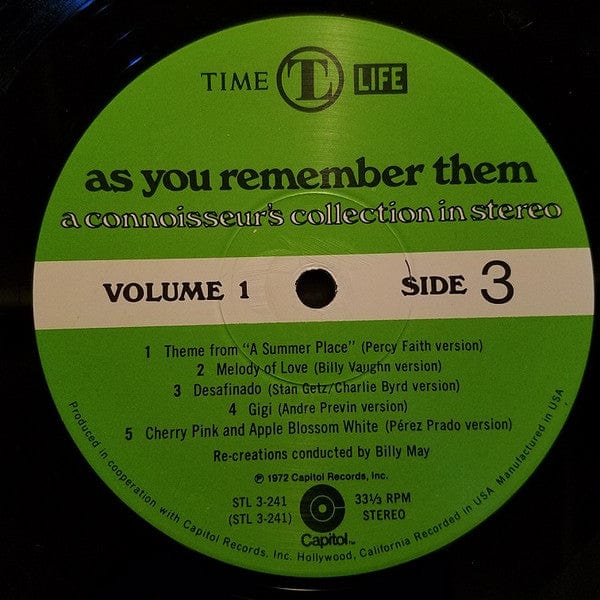 TIME TL LIFE
as you remember them
a connoisseur's collection in stereo
VOLUME 1 SIDE 3
1 Theme from "A Summer Place" (Percy Faith version)
2 Melody of Love (Billy Vaughn version)
3 Desafinado (Stan Getz/Charlie Byrd version)
4 Gigi (Andre Previn version)
5 Cherry Pink and Apple Blossom White (Pérez Prado version)
Re-creations conducted by Billy May
℗ 1972 Capitol Records, Inc.
STL 3-241 33⅓ RPM
(STL 3-241) STEREO
Capitol™
Produced in cooperation with Capitol Records, Inc. Hollywood, California Recorded in USA Manufactured in USA